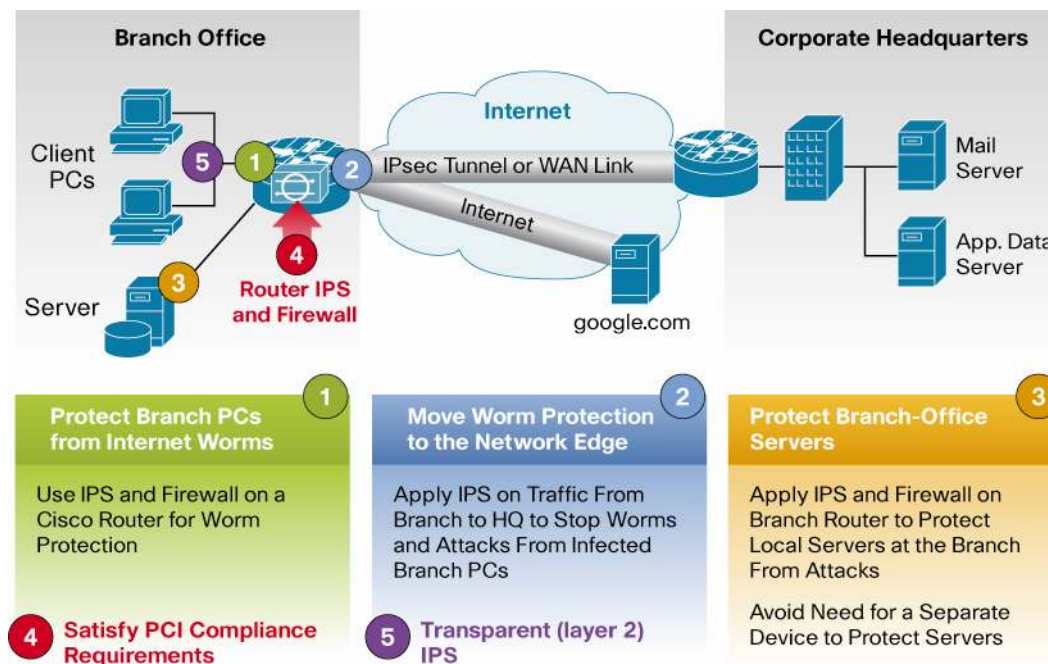 Branch Office
Corporate Headquarters
Internet
Client
PCs
5
1
2
IPsec Tunnel or WAN Link
Internet
Mail
Server
App. Data
Server
4
Router IPS
and Firewall
3
Server
google.com
1
Protect Branch PCs
from Internet Worms
Use IPS and Firewall on a
Cisco Router for Worm
Protection
2
Move Worm Protection
to the Network Edge
Apply IPS on Traffic From
Branch to HQ to Stop Worms
and Attacks From Infected
Branch PCs
3
Protect Branch-Office
Servers
Apply IPS and Firewall on
Branch Router to Protect
Local Servers at the Branch
From Attacks
Avoid Need for a Separate
Device to Protect Servers
4
Satisfy PCI Compliance
Requirements
5
Transparent (layer 2)
IPS